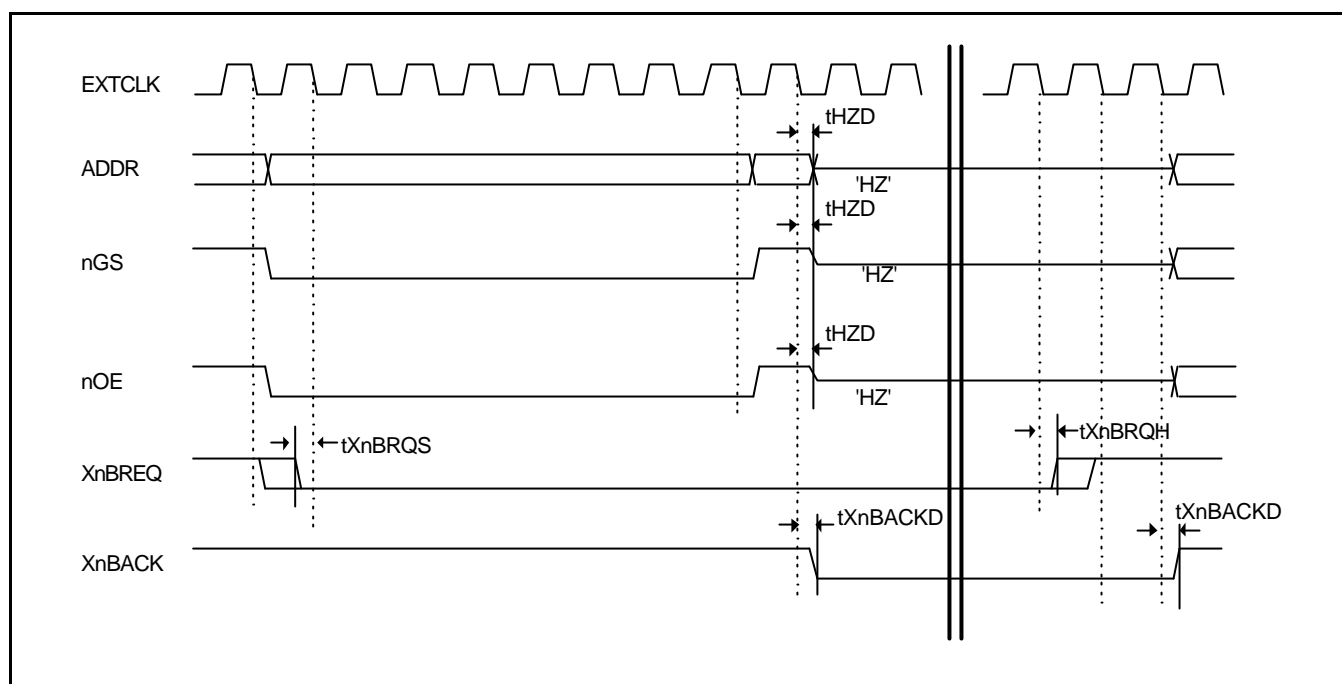 EXTCLK
tHZD
ADDR
'HZ'
tHZD
nGS
'HZ'
tHZD
nOE
'HZ'
tXnBRQS
tXnBRQH
XnBREQ
tXnBACKD
tXnBACKD
XnBACK